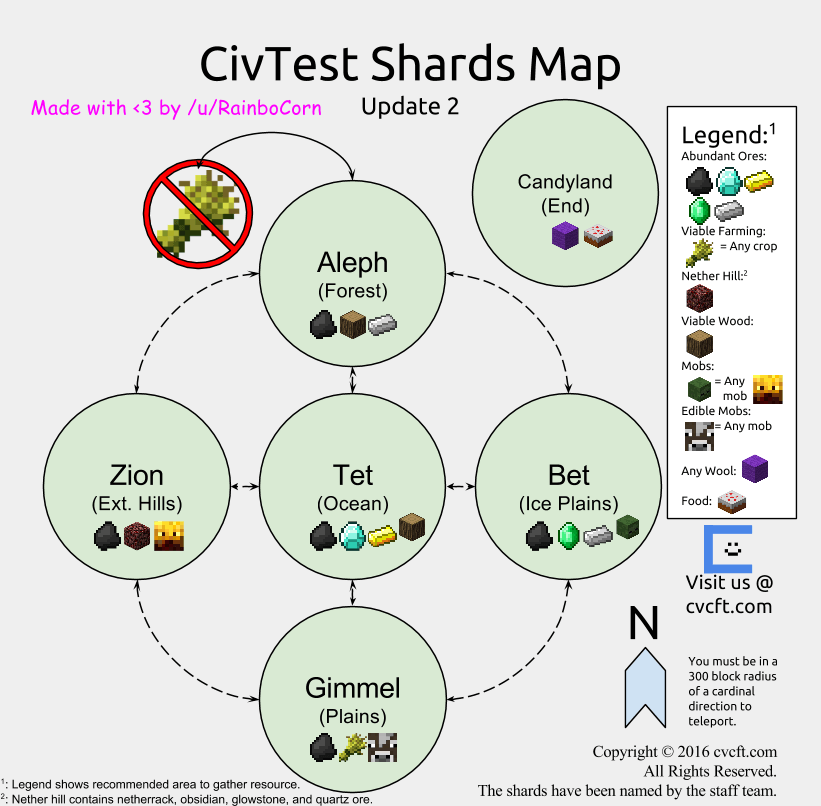 CivTest Shards Map
Made with <3 by /u/RainboCorn
Update 2
Candyland
(End)
Legend:1
Abundant Ores:
Viable Farming:
= Any crop
Nether Hill:2
Viable Wood:
Mobs:
= Any
mob
Edible Mobs:
= Any mob
Any Wool:
Food:
Aleph
(Forest)
Zion
(Ext. Hills)
Tet
(Ocean)
Bet
(Ice Plains)
Gimmel
(Plains)
Visit us @
cvcft.com
N
You must be in a
300 block radius
of a cardinal
direction to
teleport.
Copyright © 2016 cvcft.com
All Rights Reserved.
The shards have been named by the staff team.
1: Legend shows recommended area to gather resource.
2: Nether hill contains netherrack, obsidian, glowstone, and quartz ore.